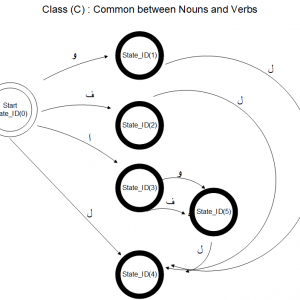 Class (C) : Common between Nouns and Verbs
و
State_ID(1)
ل
ف
ل
Start
State_ID(0)
State_ID(2)
ا
State_ID(3)
و
ف
State_ID(5)
ل
ل
State_ID(4)